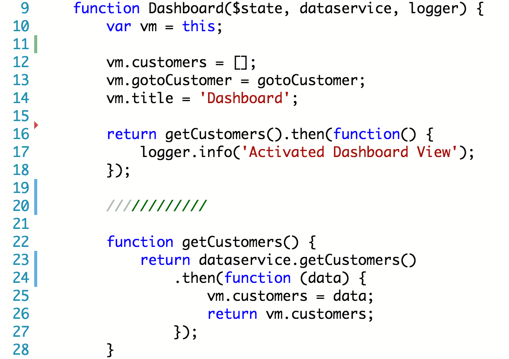 9 function Dashboard($state, dataservice, logger) {
10 var vm = this;
11
12 vm.customers = [];
13 vm.gotoCustomer = gotoCustomer;
14 vm.title = 'Dashboard';
15
16 return getCustomers().then(function() {
17 logger.info('Activated Dashboard View');
18 });
19
20 ////////////
21
22 function getCustomers() {
23 return dataservice.getCustomers()
24 .then(function (data) {
25 vm.customers = data;
26 return vm.customers;
27 });
28 }